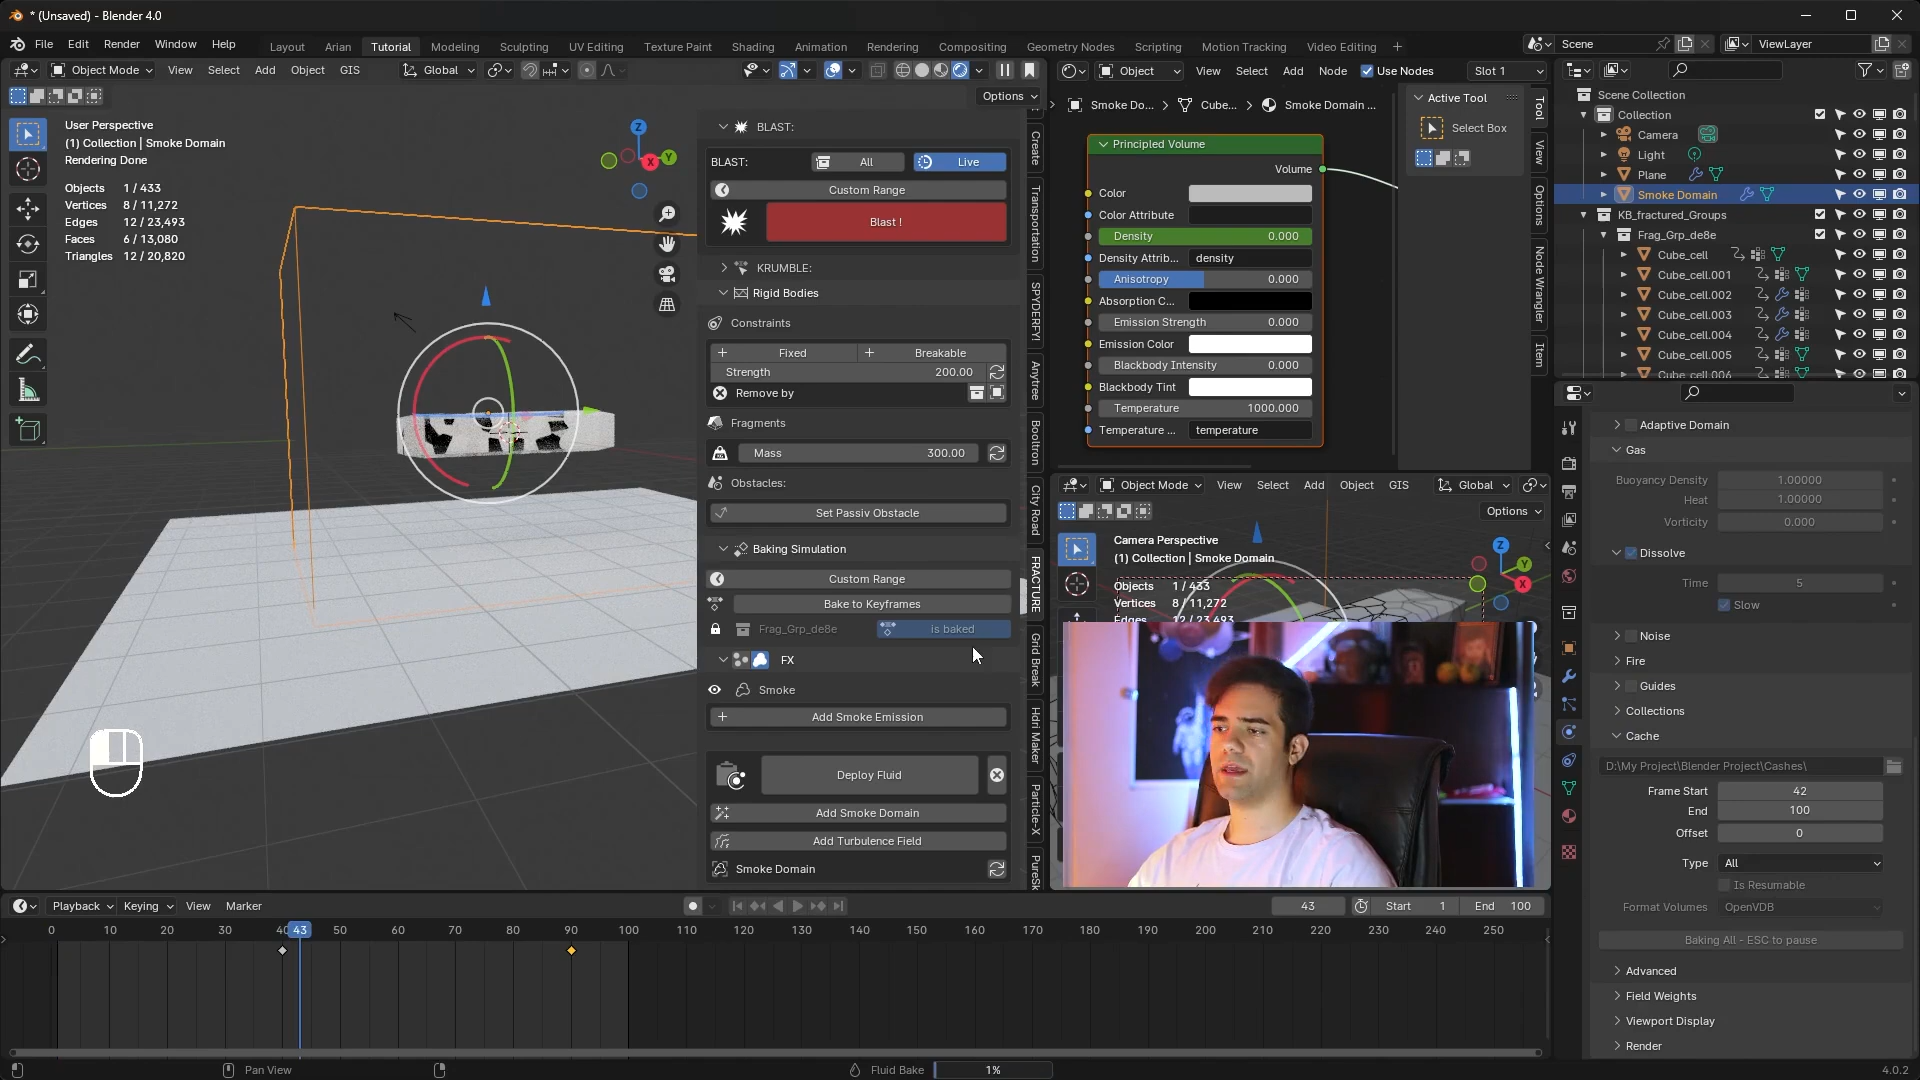 * (Unsaved) - Blender 4.0
File Edit Render Window Help
Layout Arian Tutorial Modeling Sculpting UV Editing Texture Paint Shading Animation Rendering Compositing Geometry Nodes Scripting Motion Tracking Video Editing +
Scene
ViewLayer
Object Mode View Select Add Object GIS Global
Options
User Perspective
(1) Collection | Smoke Domain
Rendering Done
Objects 1 / 433
Vertices 8 / 11,272
Edges 12 / 23,493
Faces 6 / 13,080
Triangles 12 / 20,820
Z
X
Y
BLAST:
BLAST: All Live
Custom Range
Blast !
KRUMBLE:
Rigid Bodies
Constraints
+ Fixed + Breakable
Strength 200.00
Remove by
Fragments
Mass 300.00
Obstacles:
Set Passiv Obstacle
Baking Simulation
Custom Range
Bake to Keyframes
Frag_Grp_de8e is baked
FX
Smoke
+ Add Smoke Emission
Deploy Fluid
Add Smoke Domain
Add Turbulence Field
Smoke Domain
Create
Transportation
SPYDERFY!
Anytree
Booltron
City Road
FRACTURE
Grid Break
Hdri Maker
Particle-X
PureSk
Object View Select Add Node Use Nodes Slot 1
Smoke Do... Cube... Smoke Domain ...
Principled Volume
Volume
Color
Color Attribute
Density 0.000
Density Attrib... density
Anisotropy 0.000
Absorption C...
Emission Strength 0.000
Emission Color
Blackbody Intensity 0.000
Blackbody Tint
Temperature 1000.000
Temperature ... temperature
Active Tool
Select Box
Tool
View
Options
Node Wrangler
Item
Object Mode View Select Add Object GIS Global
Options
Camera Perspective
(1) Collection | Smoke Domain
Objects 1 / 433
Vertices 8 / 11,272
Edges 12 / 23,493
Z
Y
X
Scene Collection
Collection
Camera
Light
Plane
Smoke Domain
KB_fractured_Groups
Frag_Grp_de8e
Cube_cell
Cube_cell.001
Cube_cell.002
Cube_cell.003
Cube_cell.004
Cube_cell.005
Cube_cell.006
Adaptive Domain
Gas
Buoyancy Density 1.00000
Heat 1.00000
Vorticity 0.000
Dissolve
Time 5
Slow
Noise
Fire
Guides
Collections
Cache
D:\My Project\Blender Project\Cashes\
Frame Start 42
End 100
Offset 0
Type All
Is Resumable
Format Volumes OpenVDB
Baking All - ESC to pause
Advanced
Field Weights
Viewport Display
Render
Playback Keying View Marker
43 Start 1 End 100
0 10 20 30 40 43 50 60 70 80 90 100 110 120 130 140 150 160 170 180 190 200 210 220 230 240 250
Pan View
Fluid Bake 1%
4.0.2